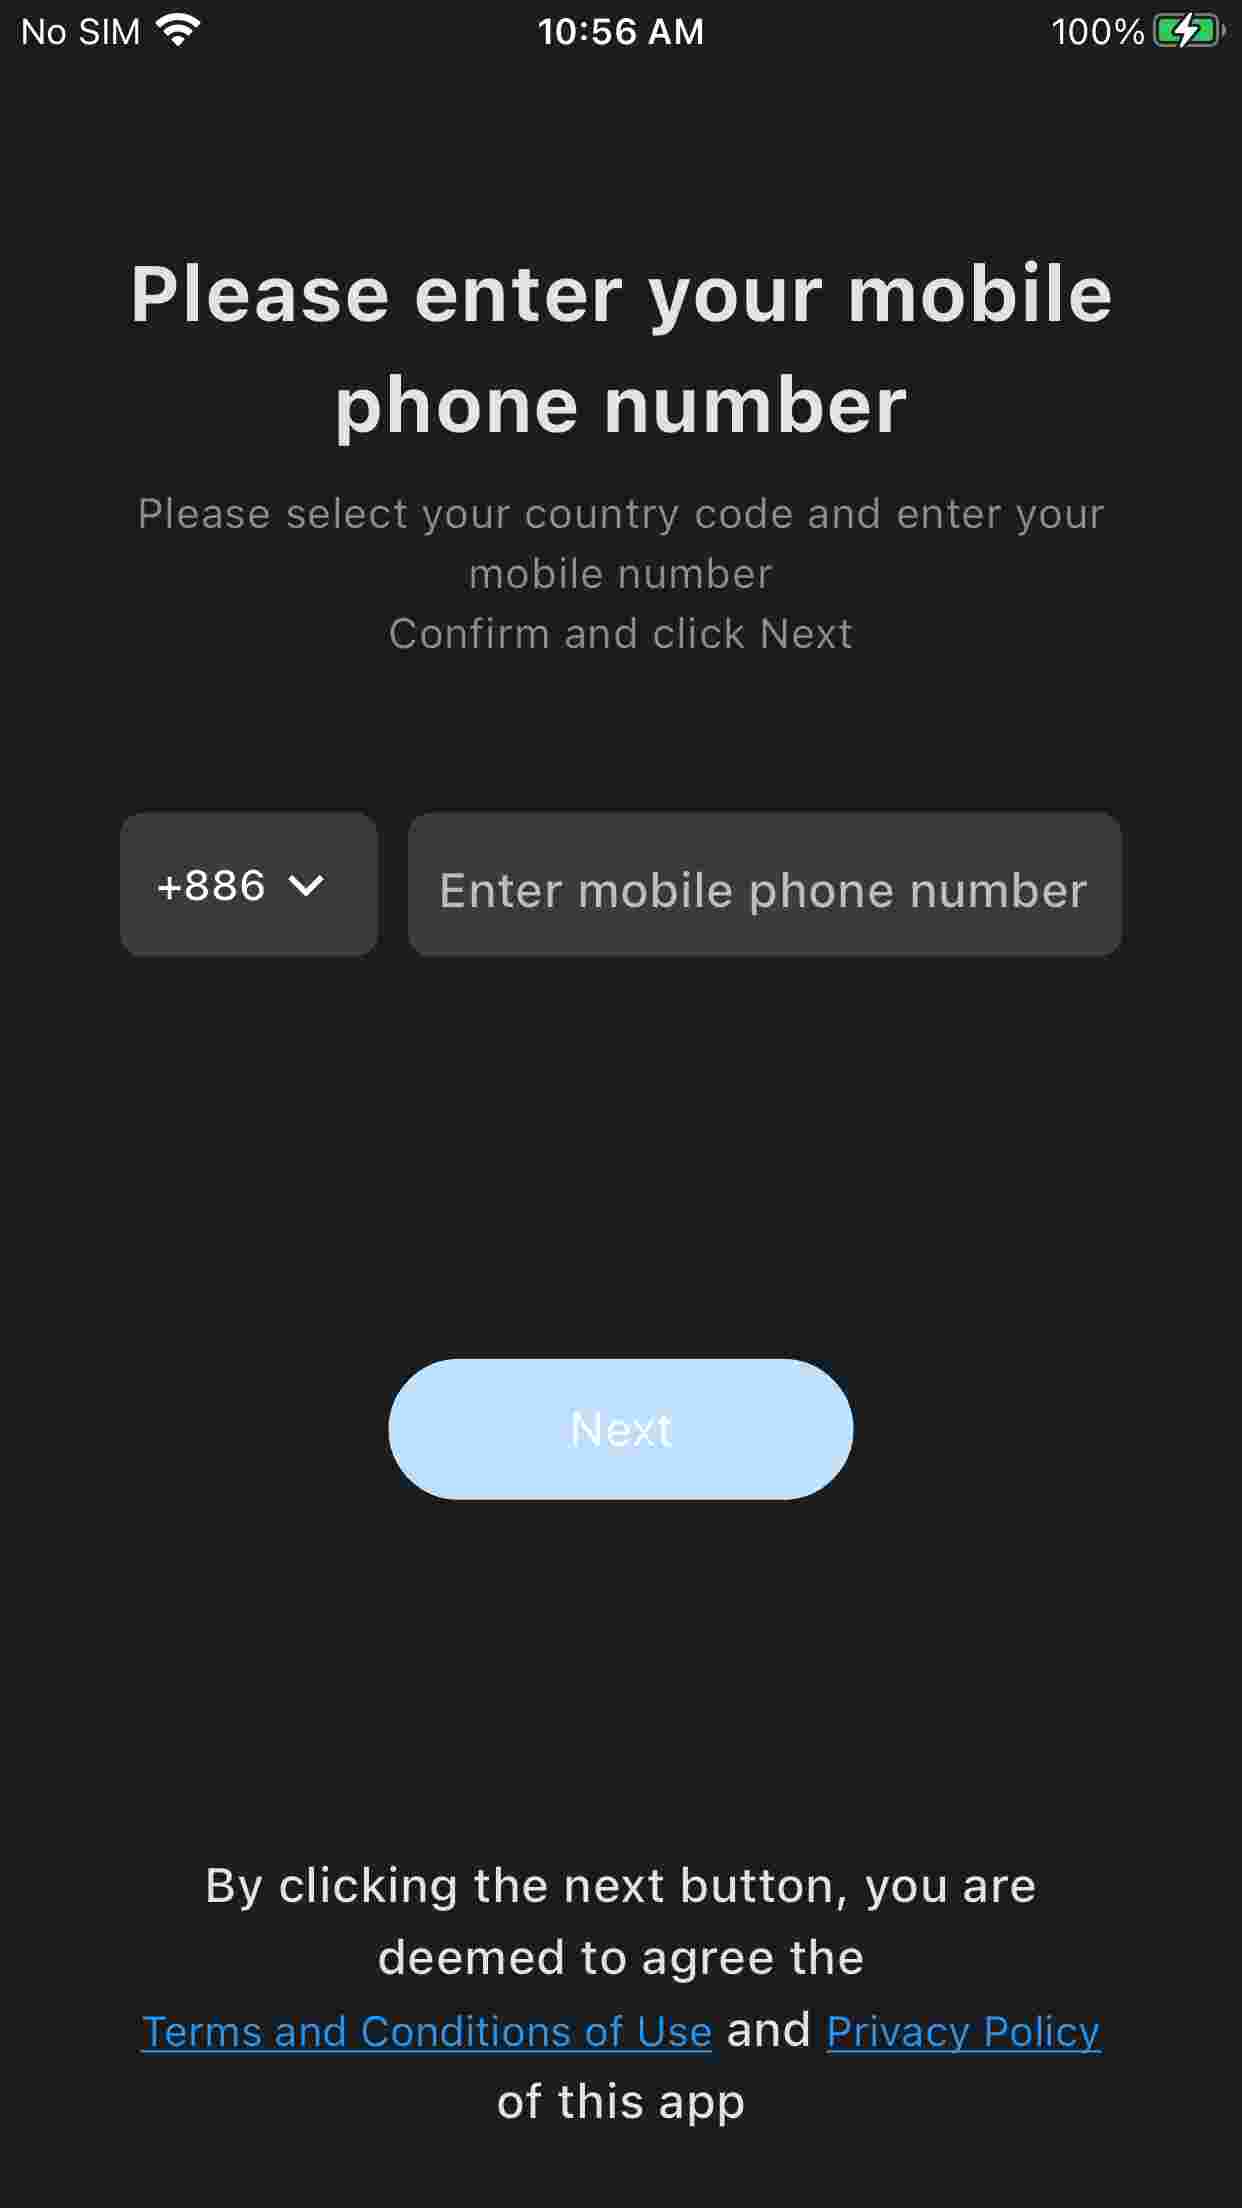 No SIM 10:56 AM 100%
Please enter your mobile
phone number
Please select your country code and enter your
mobile number
Confirm and click Next
+886 Enter mobile phone number
Next
By clicking the next button, you are
deemed to agree the
Terms and Conditions of Use and Privacy Policy
of this app